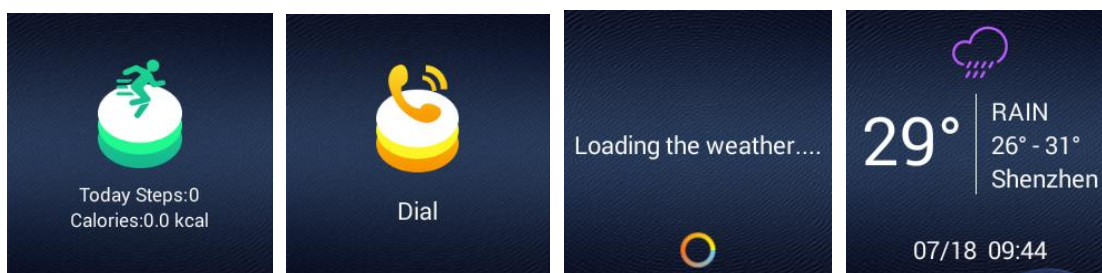 Today Steps:0
Calories:0.0 kcal
Dial
Loading the weather....
29°
RAIN
26° - 31°
Shenzhen
07/18 09:44